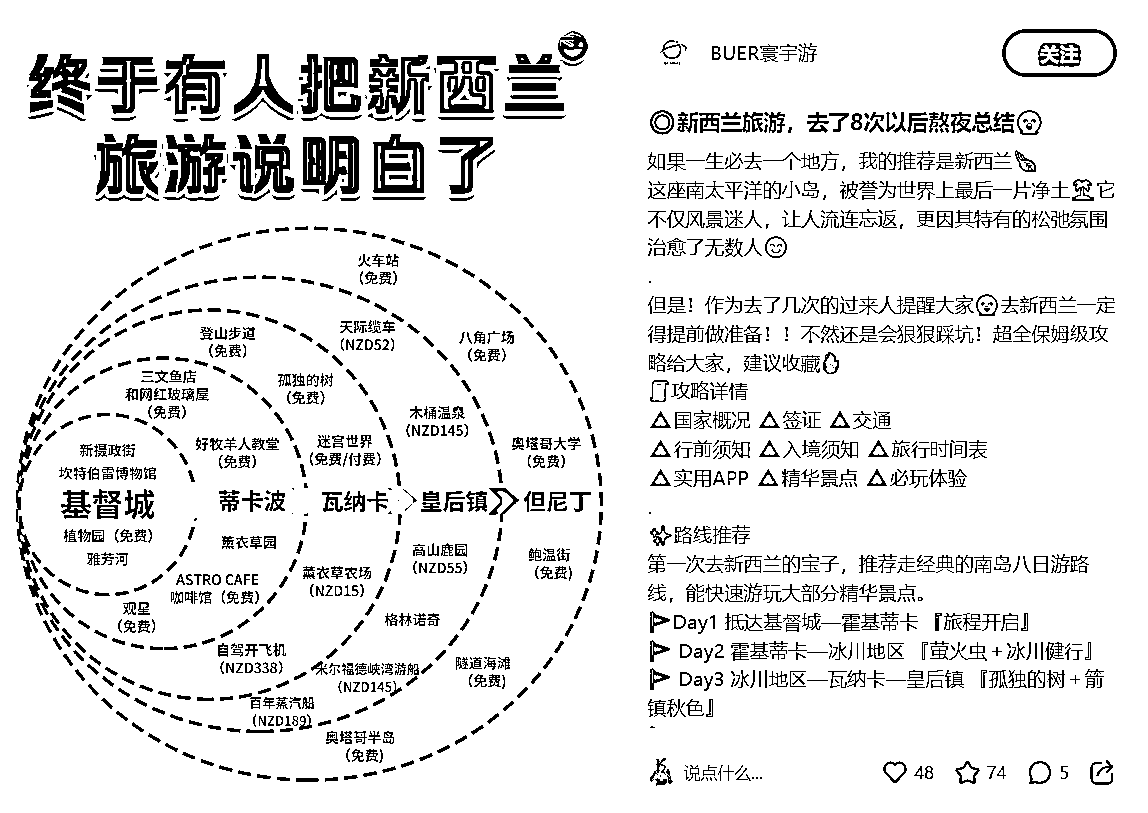 终于有人把新西兰
旅游说明白了
火车站
(免费)
天际缆车
(NZD52)
八角广场
(免费)
登山步道
(免费)
三文鱼店
和网红玻璃屋
(免费)
孤独的树
(免费)
木桶温泉
(NZD145)
新摄政街
坎特伯雷博物馆
好牧羊人教堂
(免费)
迷宫世界
(免费/付费)
奥塔哥大学
(免费)
基督城
蒂卡波
瓦纳卡
皇后镇
但尼丁
植物园(免费)
雅芳河
薰衣草园
高山鹿园
(NZD55)
鲍温街
(免费)
ASTRO CAFE
咖啡馆(免费)
薰衣草农场
(NZD15)
观星
(免费)
格林诺奇
自驾开飞机
(NZD338)
米尔福德峡湾游船
(NZD145)
隧道海滩
(免费)
百年蒸汽船
(NZD189)
奥塔哥半岛
(免费)
BUER寰宇游
关注
新西兰旅游，去了8次以后熬夜总结
如果一生必去一个地方，我的推荐是新西兰
这座南太平洋的小岛，被誉为世界上最后一片净土 它
不仅风景迷人，让人流连忘返，更因其特有的松弛氛围
治愈了无数人
.
但是！作为去了几次的过来人提醒大家 去新西兰一定
得提前做准备！！不然还是会狠狠踩坑！超全保姆级攻
略给大家，建议收藏
攻略详情
△国家概况 △签证 △交通
△行前须知 △入境须知 △旅行时间表
△实用APP △精华景点 △必玩体验
.
路线推荐
第一次去新西兰的宝子，推荐走经典的南岛八日游路
线，能快速游玩大部分精华景点。
Day1 抵达基督城—霍基蒂卡 『旅程开启』
Day2 霍基蒂卡—冰川地区 『萤火虫+冰川健行』
Day3 冰川地区—瓦纳卡—皇后镇 『孤独的树+箭
镇秋色』
说点什么...
48
74
5